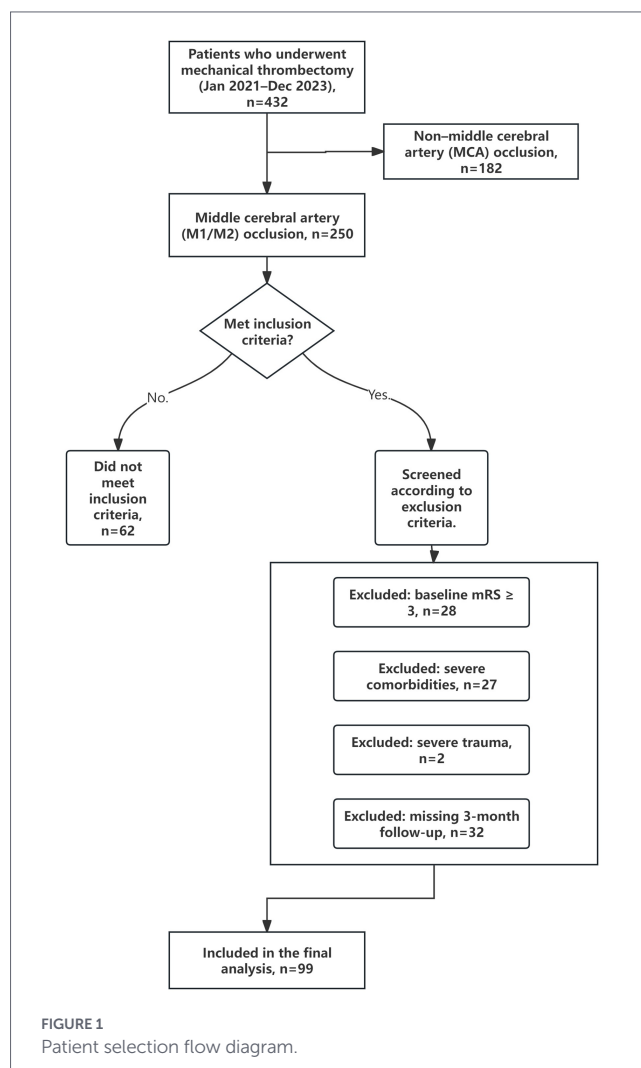 Patients who underwent
mechanical thrombectomy
(Jan 2021–Dec 2023),
n=432
Non–middle cerebral
artery (MCA) occlusion,
n=182
Middle cerebral artery
(M1/M2) occlusion, n=250
Met inclusion
criteria?
No.
Yes.
Did not
meet
inclusion
criteria,
n=62
Screened
according to
exclusion
criteria.
Excluded: baseline mRS ≥
3, n=28
Excluded: severe
comorbidities, n=27
Excluded: severe trauma,
n=2
Excluded: missing 3-month
follow-up, n=32
Included in the final
analysis, n=99
FIGURE 1
Patient selection flow diagram.